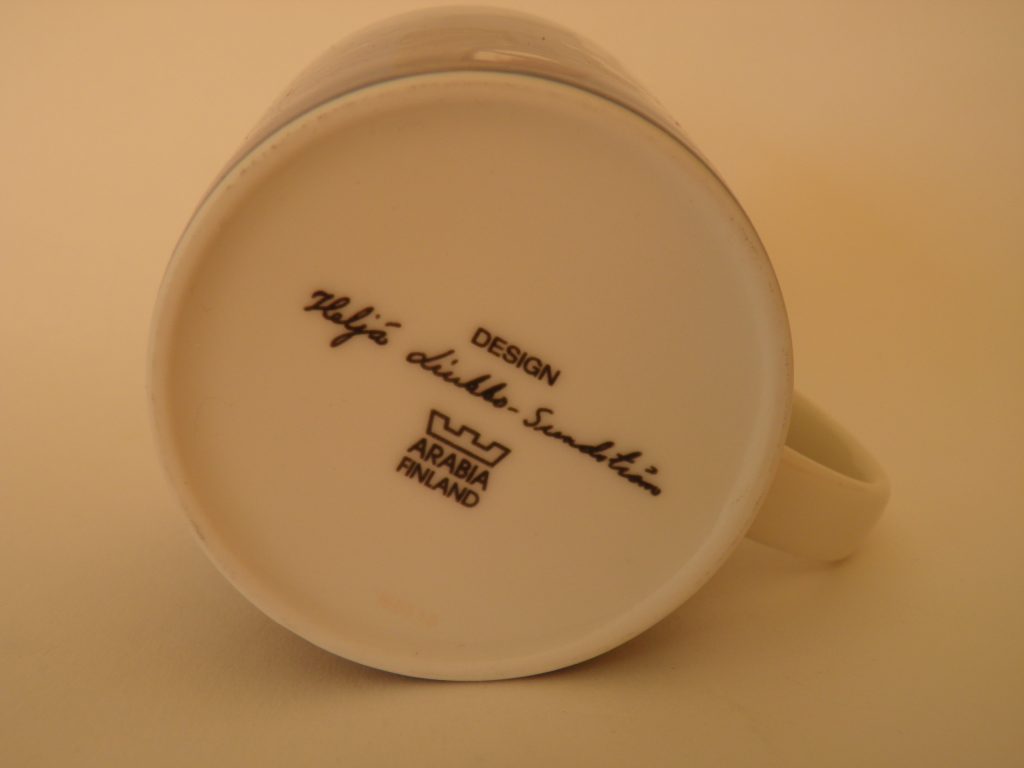 DESIGN
Heljä Liukko-Sundström
ARABIA
FINLAND